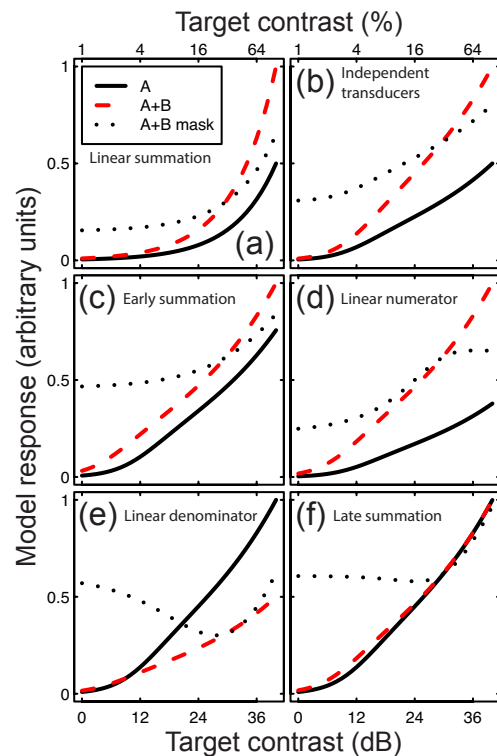 Target contrast (%)
1 4 16 64 1 4 16 64
A
A+B
A+B mask
Linear summation
(a)
(b) Independent
transducers
1
0.5
0
(c) Early summation
(d) Linear numerator
1
0.5
0
(e) Linear denominator
(f) Late summation
1
0.5
0
0 12 24 36 0 12 24 36
Target contrast (dB)
Model response (arbitrary units)